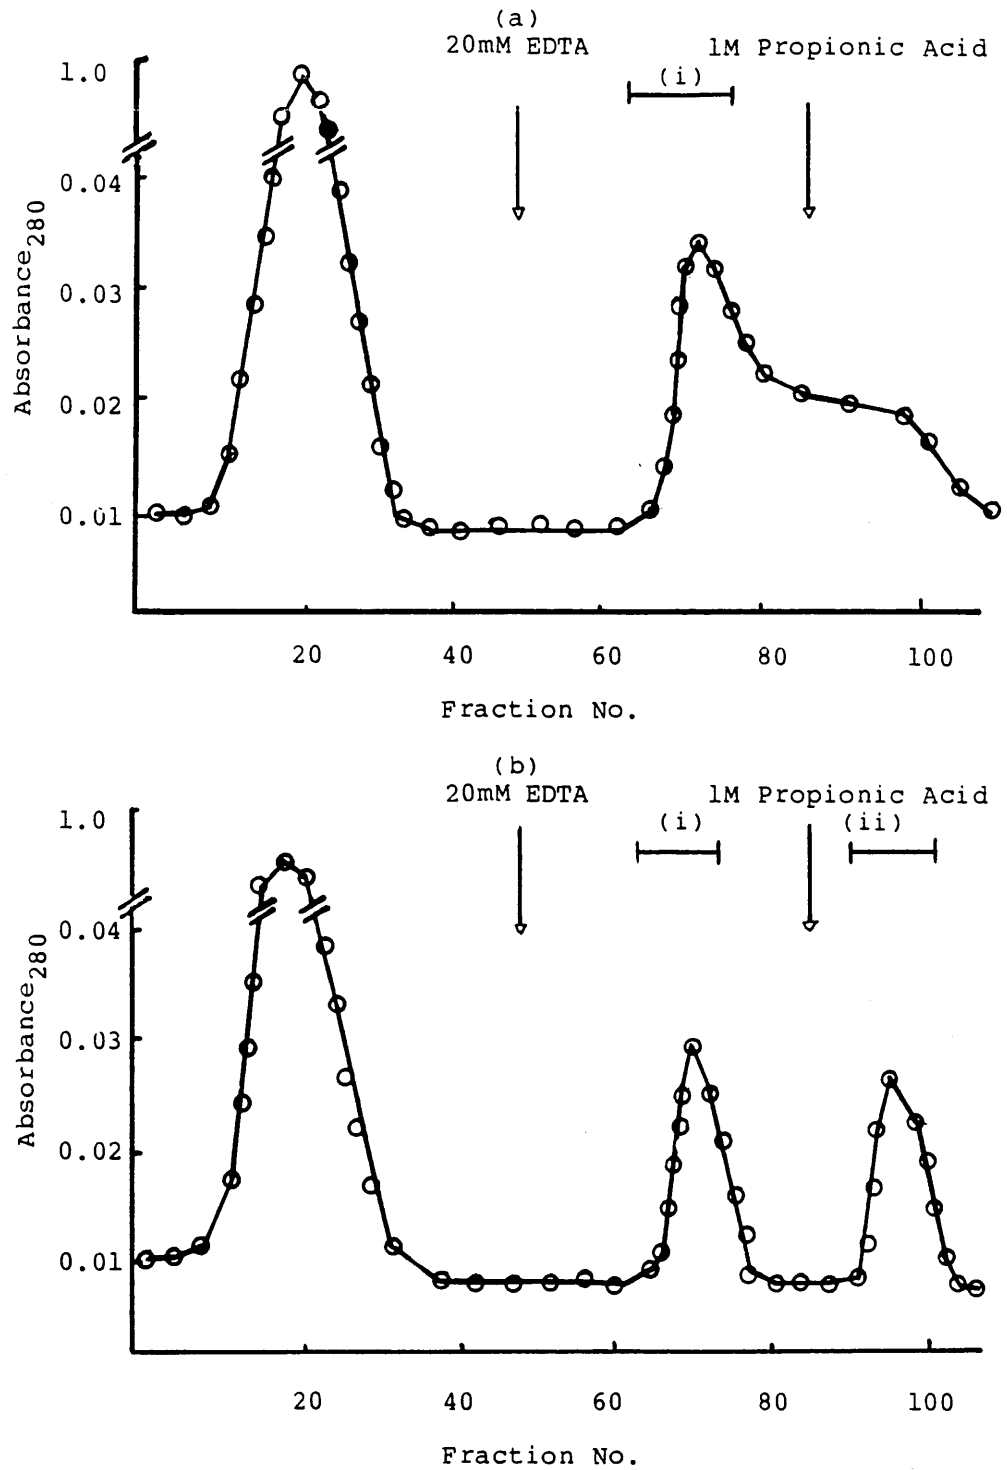 (a)
20mM EDTA
1M Propionic Acid
(i)
1.0
0.04
0.03
0.02
0.01
Absorbance280
20 40 60 80 100
Fraction No.
(b)
20mM EDTA
1M Propionic Acid
(i)
(ii)
1.0
0.04
0.03
0.02
0.01
Absorbance280
20 40 60 80 100
Fraction No.